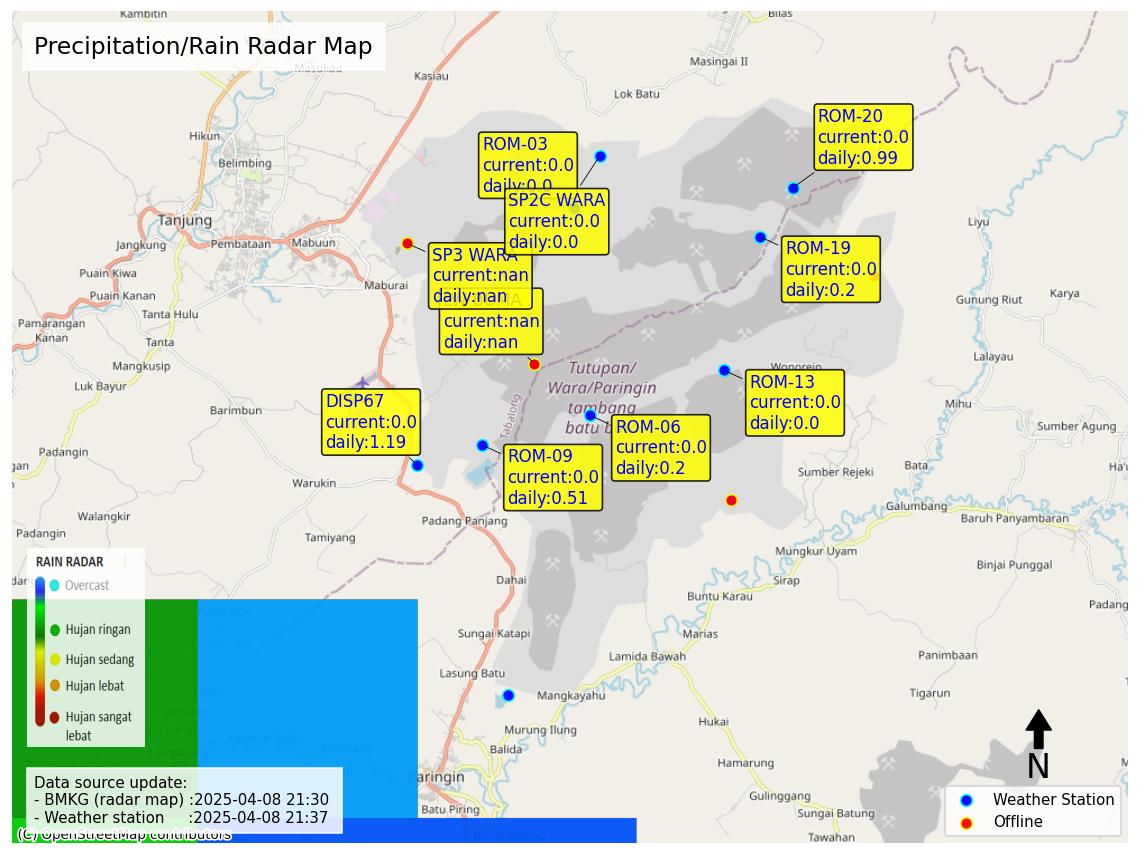 Precipitation/Rain Radar Map
Kambitin
Bilas
Masingai II
Kasiau
Lok Batu
Hikun
Belimbing
ROM-03
current:0.0
daily:0.0
ROM-20
current:0.0
daily:0.99
SP2C WARA
current:0.0
daily:0.0
Tanjung
Jangkung
Pembataan
Mabuun
Liyu
ROM-19
current:0.0
daily:0.2
SP3 WARA
current:nan
daily:nan
Puain Kiwa
Maburai
Puain Kanan
Tanta Hulu
Gunung Riut
Karya
current:nan
daily:nan
Pamarangan
Kanan
Tanta
Mangkusip
Luk Bayur
Lalayau
Wonorejo
Tutupan/
Wara/Paringin
tambang
batu b
ROM-13
current:0.0
daily:0.0
DISP67
current:0.0
daily:1.19
Barimbun
Tabalong
Mihu
ROM-06
current:0.0
daily:0.2
Sumber Agung
ROM-09
current:0.0
daily:0.51
gan
Bata
Kambo
Sumber Rejeki
Warukin
Galumbang
Baruh Panyambaran
Walangkir
Padang Panjang
Padangin
Tamiyang
Mungkur Uyam
Binjai Punggal
Dahai
Sirap
Buntu Karau
Padang
RAIN RADAR
Overcast
Hujan ringan
Hujan sedang
Hujan lebat
Hujan sangat
lebat
Sungai Katapi
Marias
Lamida Bawah
Panimbaan
Lasung Batu
Mangkayahu
Tigarun
Murung Ilung
Hukai
Balida
Hamarung
Paringin
Batu Piring
Gulinggang
Sungai Batung
Tawahan
Data source update:
- BMKG (radar map) :2025-04-08 21:30
- Weather station :2025-04-08 21:37
(C) OpenStreetMap contributors
N
Weather Station
Offline